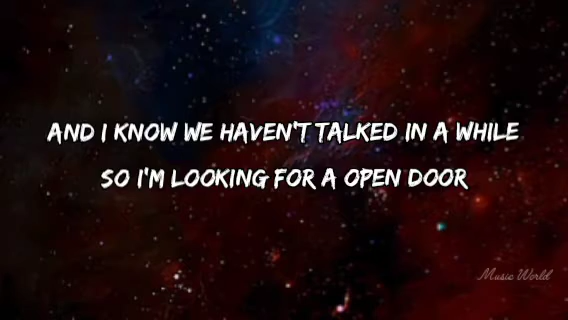 AND I KNOW WE HAVEN'T TALKED IN A WHILE
SO I'M LOOKING FOR A OPEN DOOR
Music World